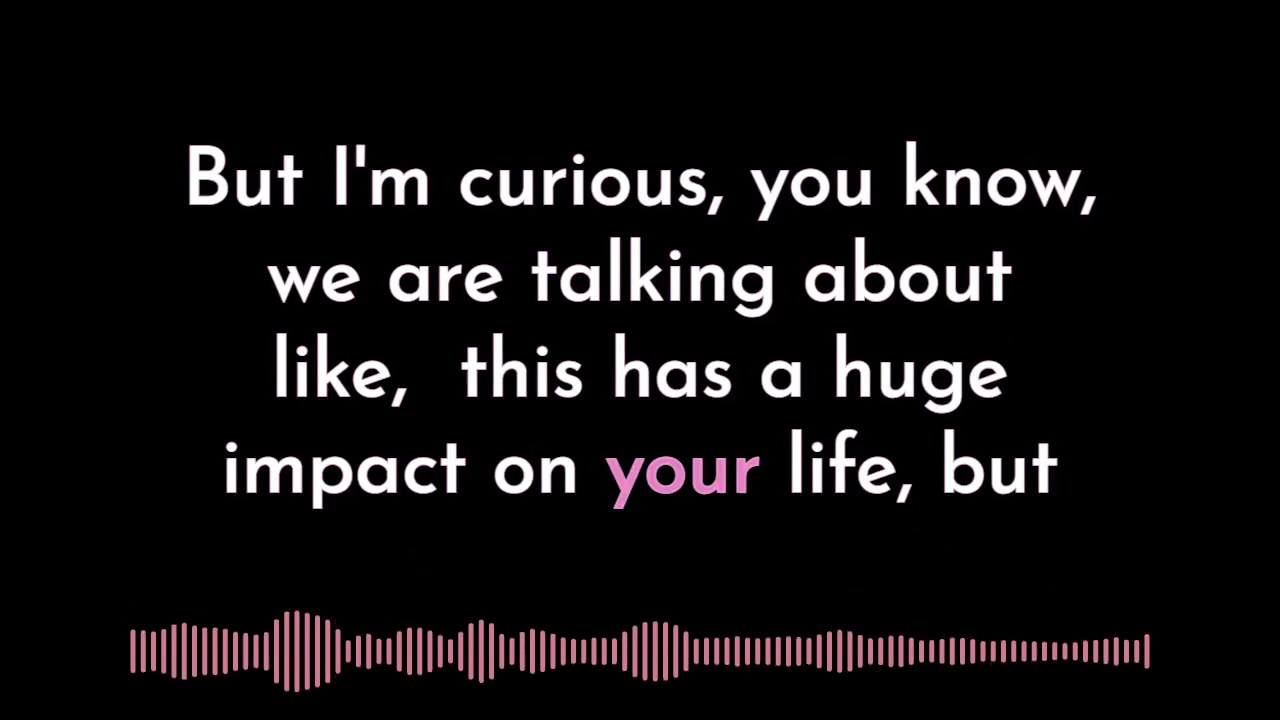 But I'm curious, you know,
we are talking about
like,  this has a huge
impact on your life, but